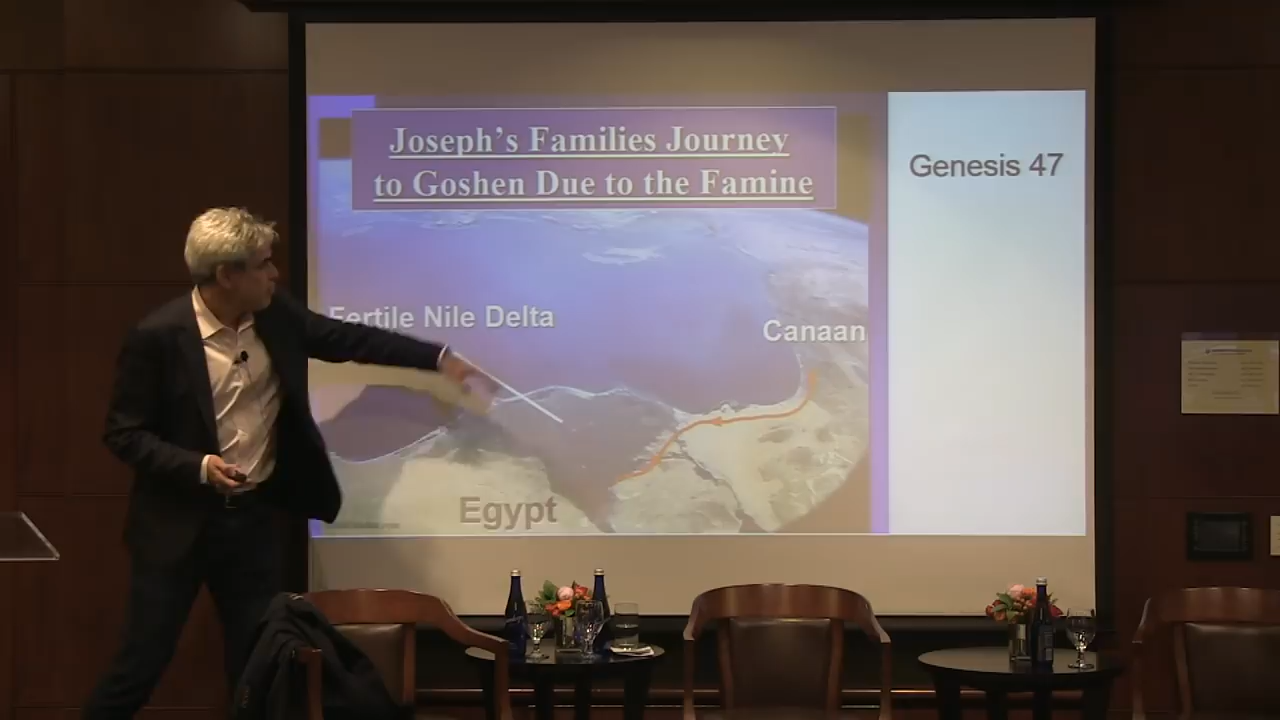 Joseph's Families Journey
to Goshen Due to the Famine
Genesis 47
Fertile Nile Delta
Canaan
Egypt